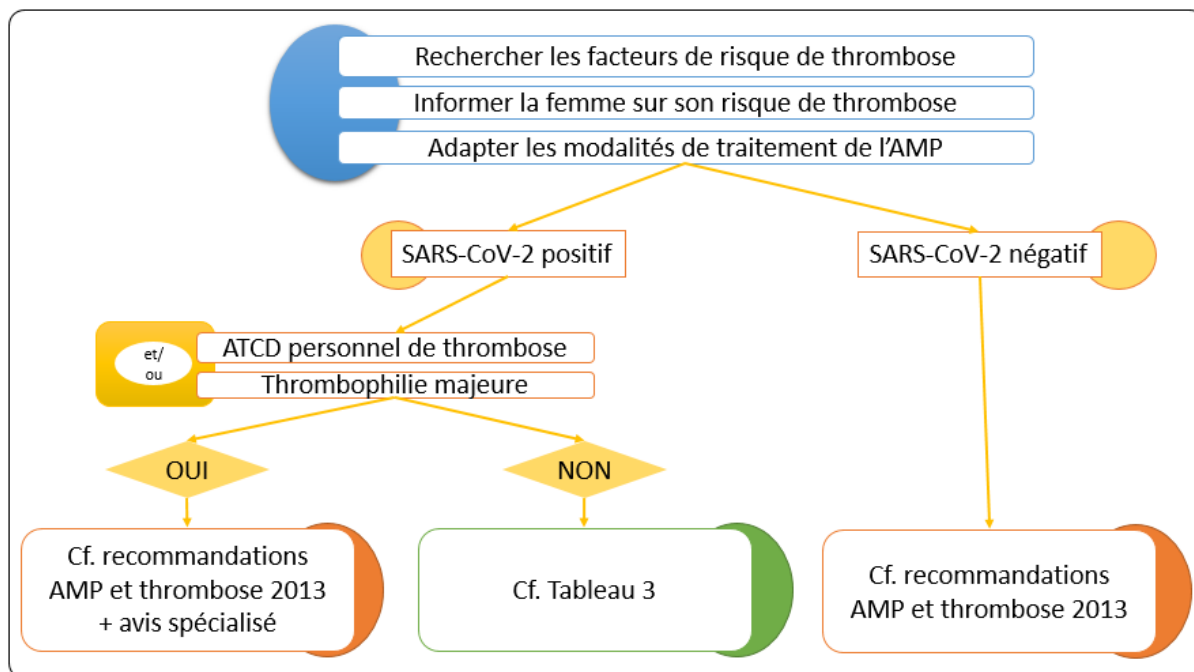 Rechercher les facteurs de risque de thrombose
Informer la femme sur son risque de thrombose
Adapter les modalités de traitement de l’AMP
SARS-CoV-2 positif
SARS-CoV-2 négatif
et/
ou
ATCD personnel de thrombose
Thrombophilie majeure
OUI
NON
Cf. recommandations
AMP et thrombose 2013
+ avis spécialisé
Cf. Tableau 3
Cf. recommandations
AMP et thrombose 2013